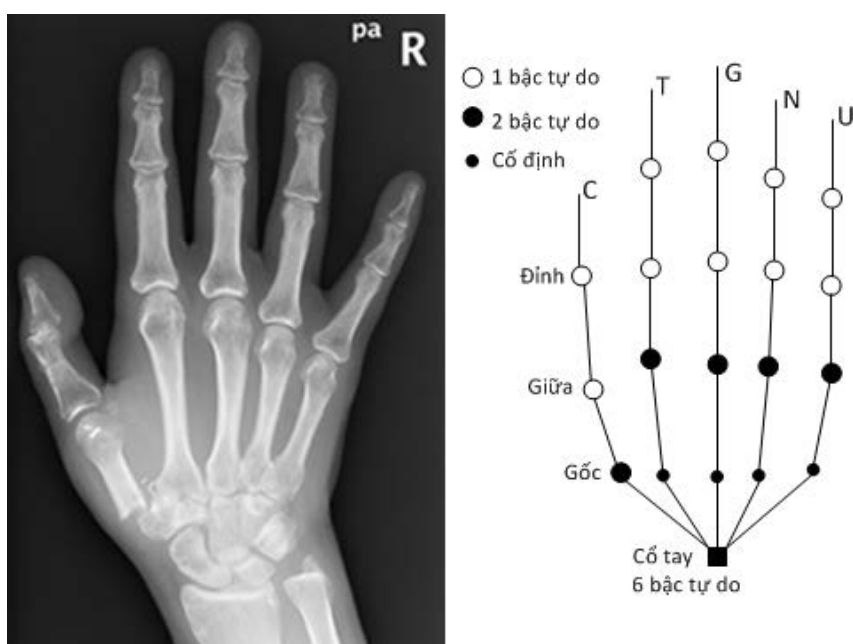 pa
R
1 bậc tự do
2 bậc tự do
Cố định
C
T
G
N
U
Đỉnh
Giữa
Gốc
Cổ tay
6 bậc tự do